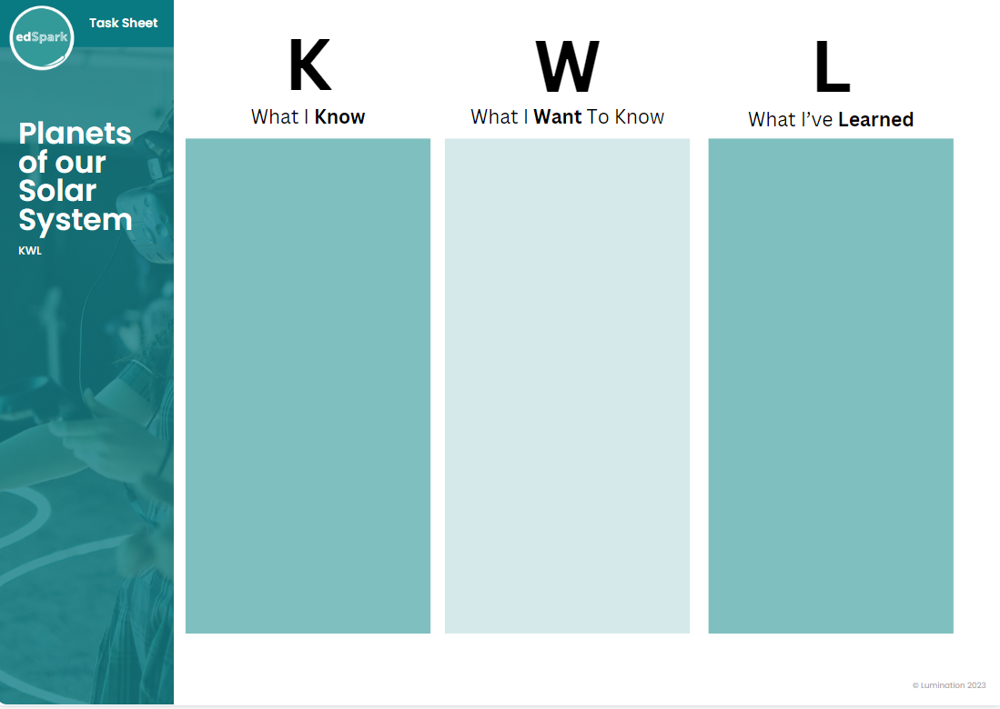 edSpark
Task Sheet
Planets
of our
Solar
System
KWL
K
What I Know
W
What I Want To Know
L
What I’ve Learned
© Lumination 2023